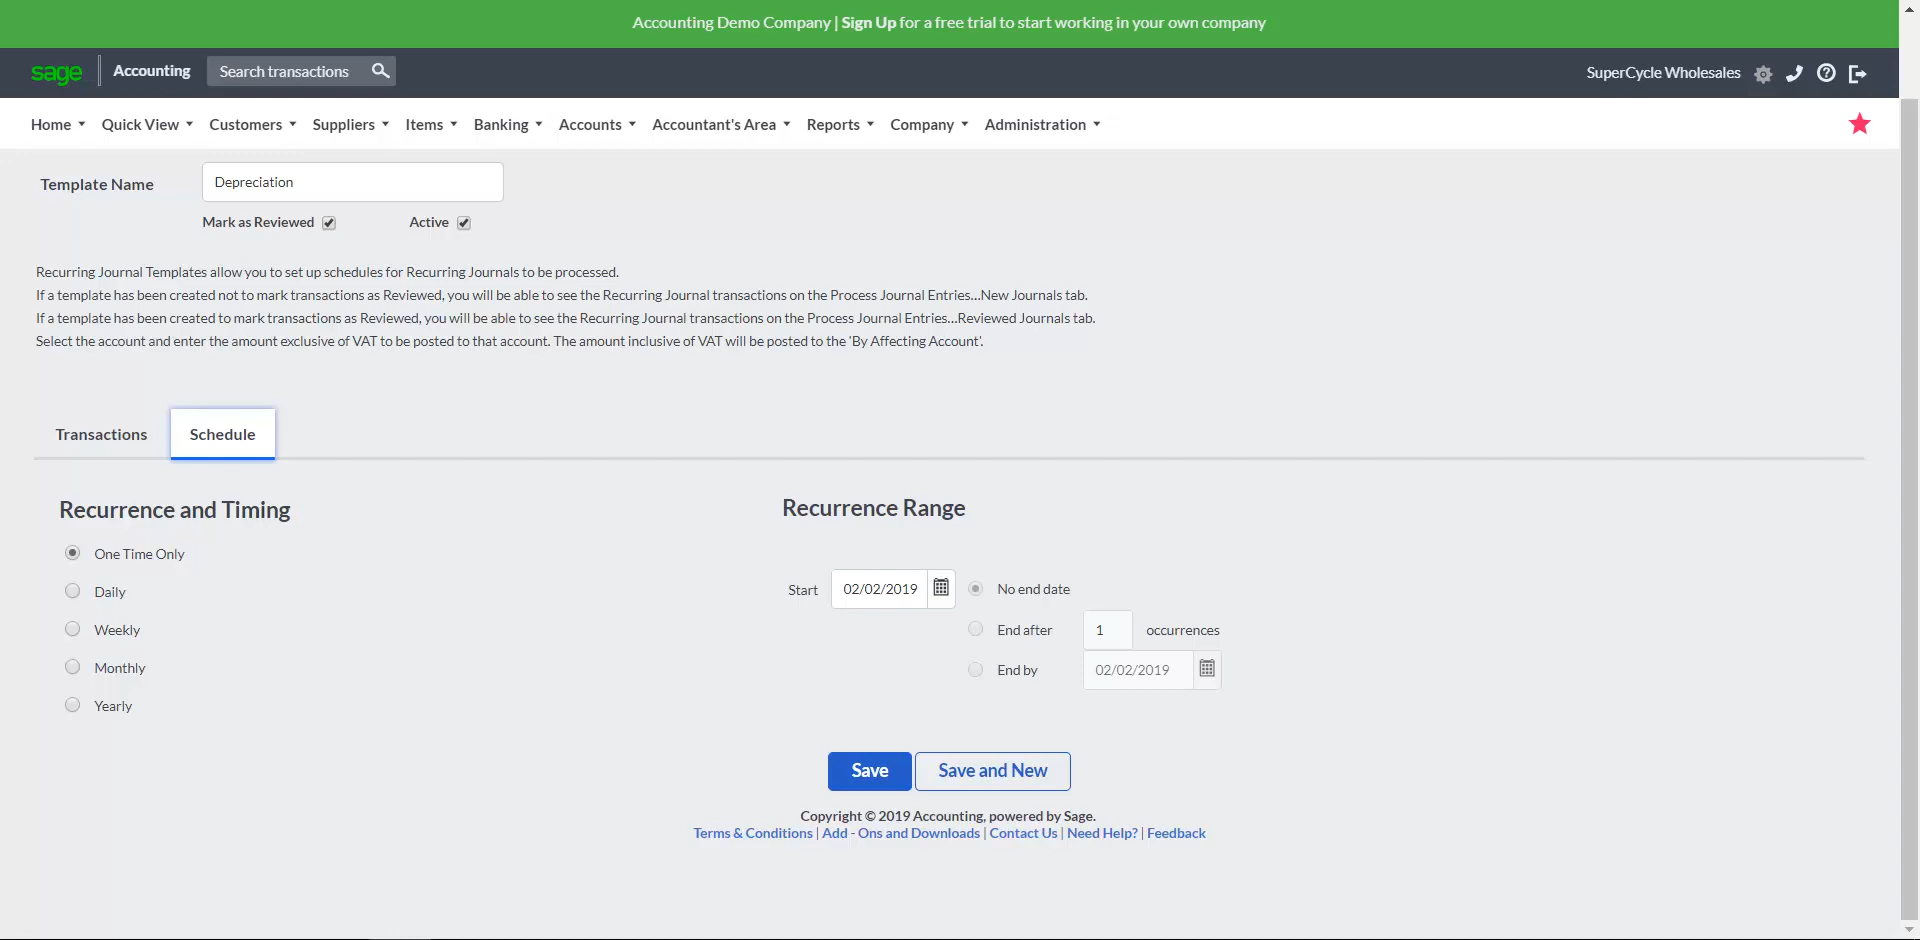 Accounting Demo Company | Sign Up for a free trial to start working in your own company
sage Accounting Search transactions SuperCycle Wholesales
Home Quick View Customers Suppliers Items Banking Accounts Accountant's Area Reports Company Administration
Template Name Depreciation
Mark as Reviewed Active
Recurring Journal Templates allow you to set up schedules for Recurring Journals to be processed.
If a template has been created not to mark transactions as Reviewed, you will be able to see the Recurring Journal transactions on the Process Journal Entries...New Journals tab.
If a template has been created to mark transactions as Reviewed, you will be able to see the Recurring Journal transactions on the Process Journal Entries...Reviewed Journals tab.
Select the account and enter the amount exclusive of VAT to be posted to that account. The amount inclusive of VAT will be posted to the 'By Affecting Account'.
Transactions Schedule
Recurrence and Timing
One Time Only
Daily
Weekly
Monthly
Yearly
Recurrence Range
Start 02/02/2019 No end date
End after 1 occurrences
End by 02/02/2019
Save Save and New
Copyright © 2019 Accounting, powered by Sage.
Terms & Conditions | Add - Ons and Downloads | Contact Us | Need Help? | Feedback